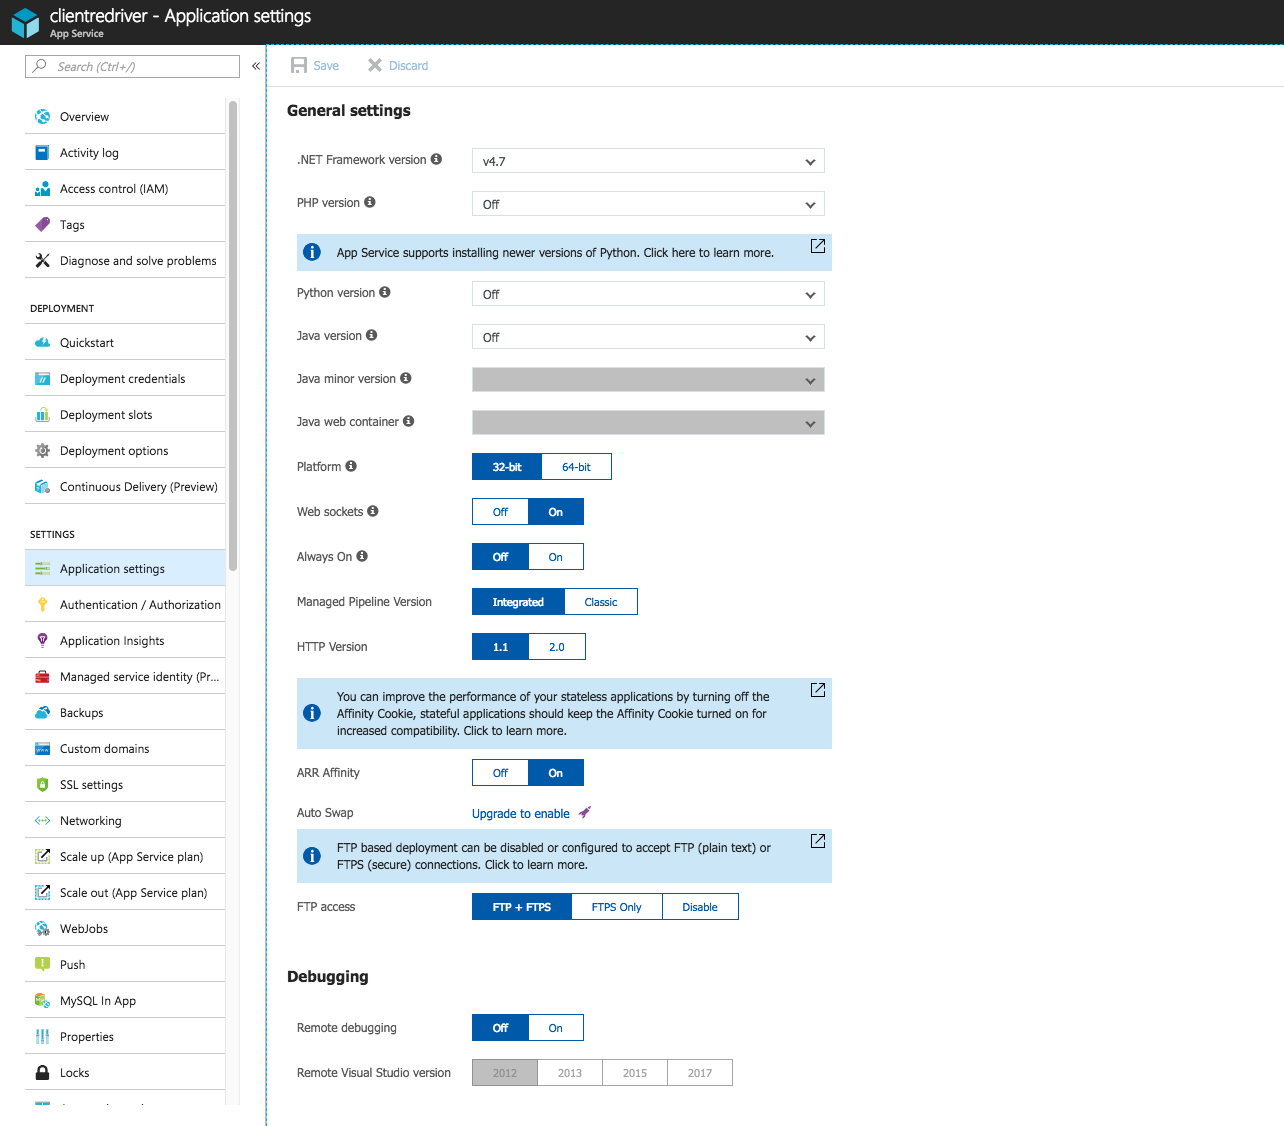 clientredriver - Application settings
App Service
Search (Ctrl+/)
«
Overview
Activity log
Access control (IAM)
Tags
Diagnose and solve problems
DEPLOYMENT
Quickstart
Deployment credentials
Deployment slots
Deployment options
Continuous Delivery (Preview)
SETTINGS
Application settings
Authentication / Authorization
Application Insights
Managed service identity (Pr...
Backups
Custom domains
SSL settings
Networking
Scale up (App Service plan)
Scale out (App Service plan)
WebJobs
Push
MySQL In App
Properties
Locks
Save
Discard
General settings
.NET Framework version
v4.7
PHP version
Off
App Service supports installing newer versions of Python. Click here to learn more.
Python version
Off
Java version
Off
Java minor version
Java web container
Platform
32-bit
64-bit
Web sockets
Off
On
Always On
Off
On
Managed Pipeline Version
Integrated
Classic
HTTP Version
1.1
2.0
You can improve the performance of your stateless applications by turning off the
Affinity Cookie, stateful applications should keep the Affinity Cookie turned on for
increased compatibility. Click to learn more.
ARR Affinity
Off
On
Auto Swap
Upgrade to enable
FTP based deployment can be disabled or configured to accept FTP (plain text) or
FTPS (secure) connections. Click to learn more.
FTP access
FTP + FTPS
FTPS Only
Disable
Debugging
Remote debugging
Off
On
Remote Visual Studio version
2012
2013
2015
2017